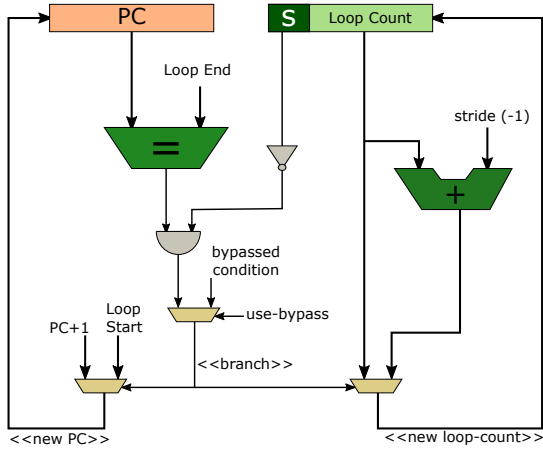 PC
S
Loop Count
Loop End
stride (-1)
=
+
bypassed
condition
Loop
Start
PC+1
use-bypass
<<branch>>
<<new PC>>
<<new loop-count>>